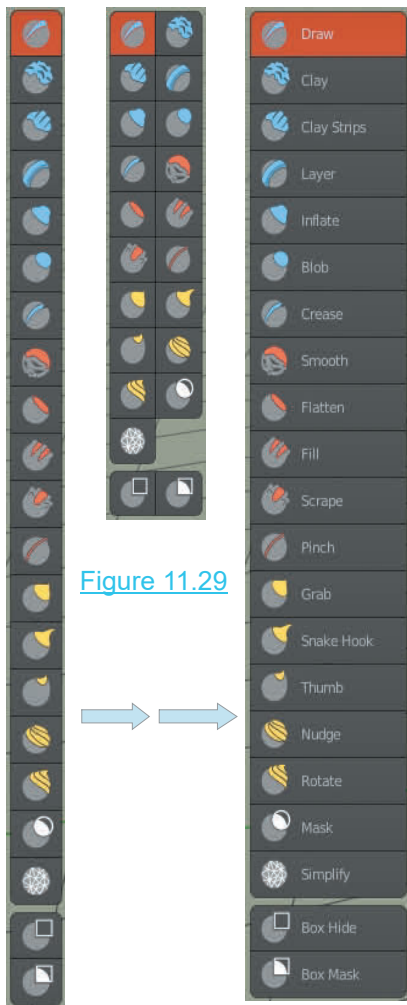 Draw
Clay
Clay Strips
Layer
Inflate
Blob
Crease
Smooth
Flatten
Fill
Scrape
Pinch
Figure 11.29
Grab
Snake Hook
Thumb
Nudge
Rotate
Mask
Simplify
Box Hide
Box Mask